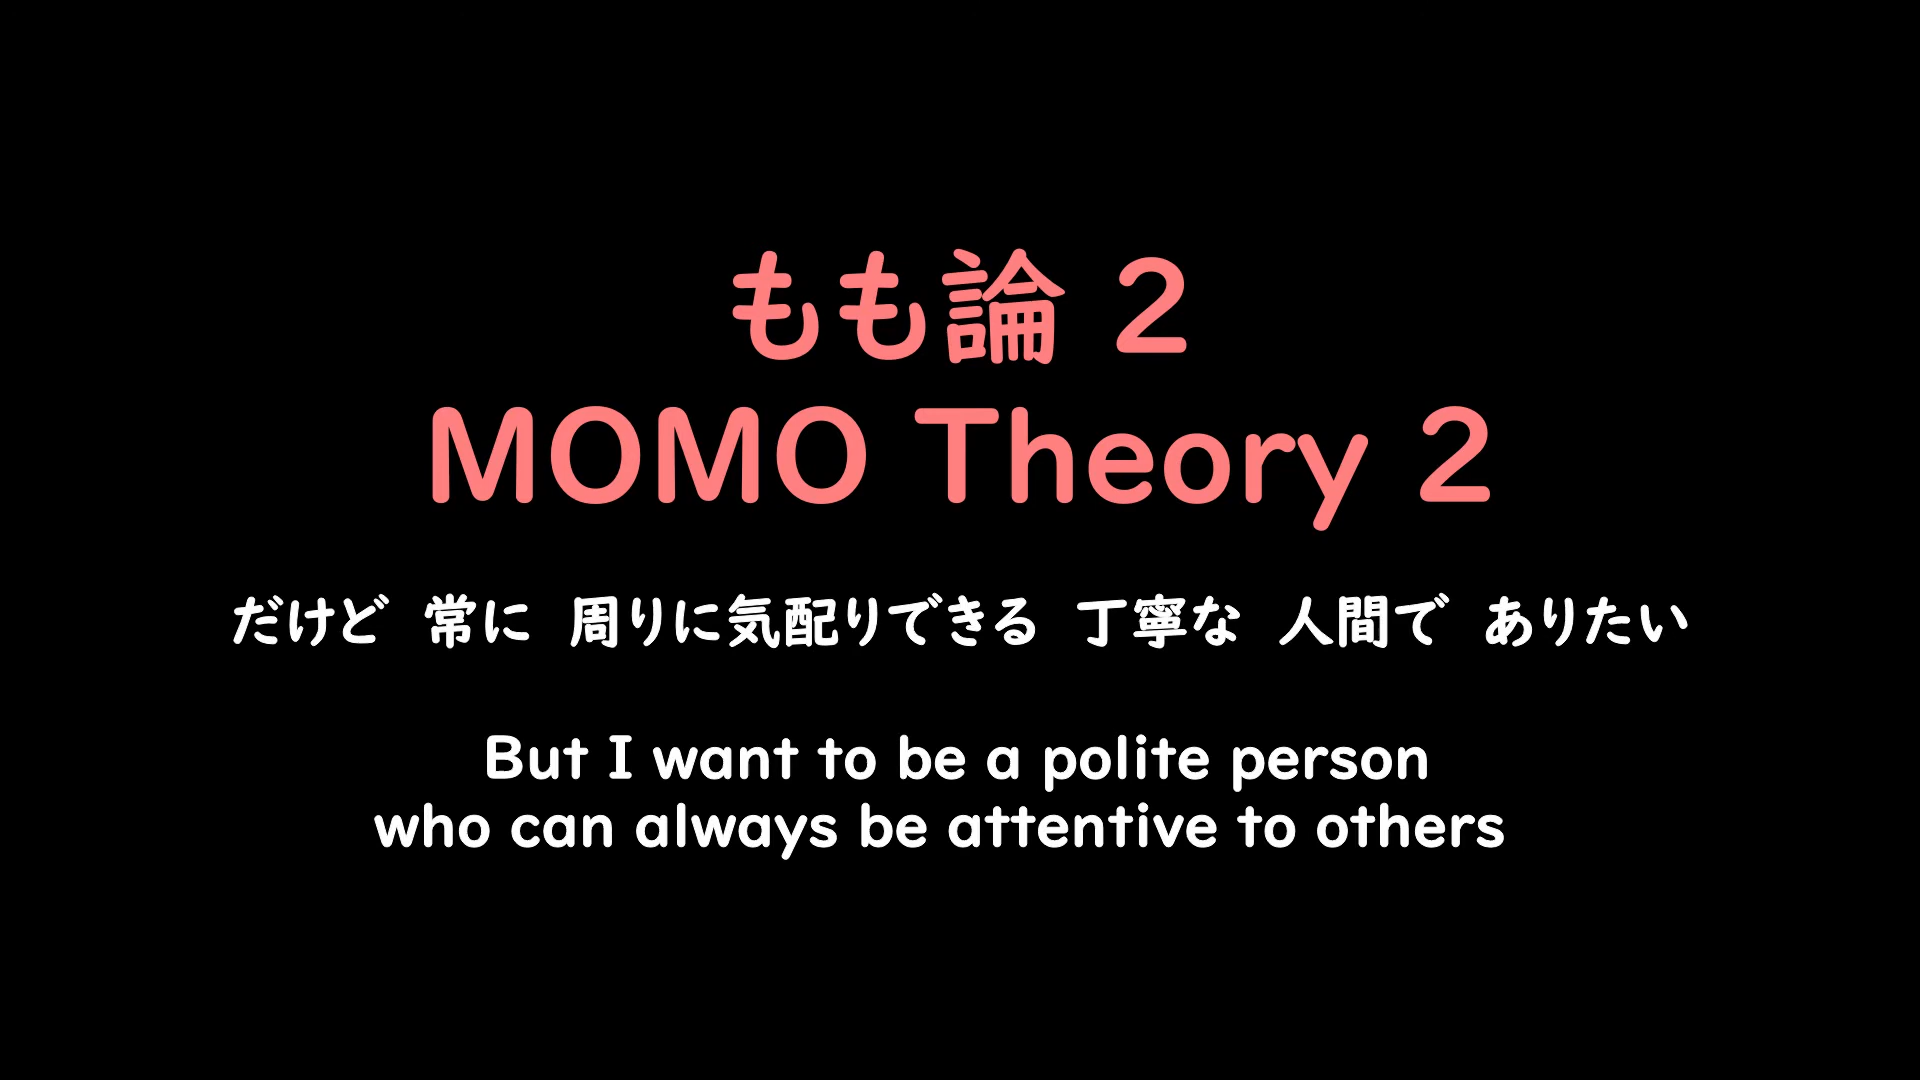 もも論 2
MOMO Theory 2
だけど 常に 周りに気配りできる 丁寧な 人間で ありたい
But I want to be a polite person
who can always be attentive to others